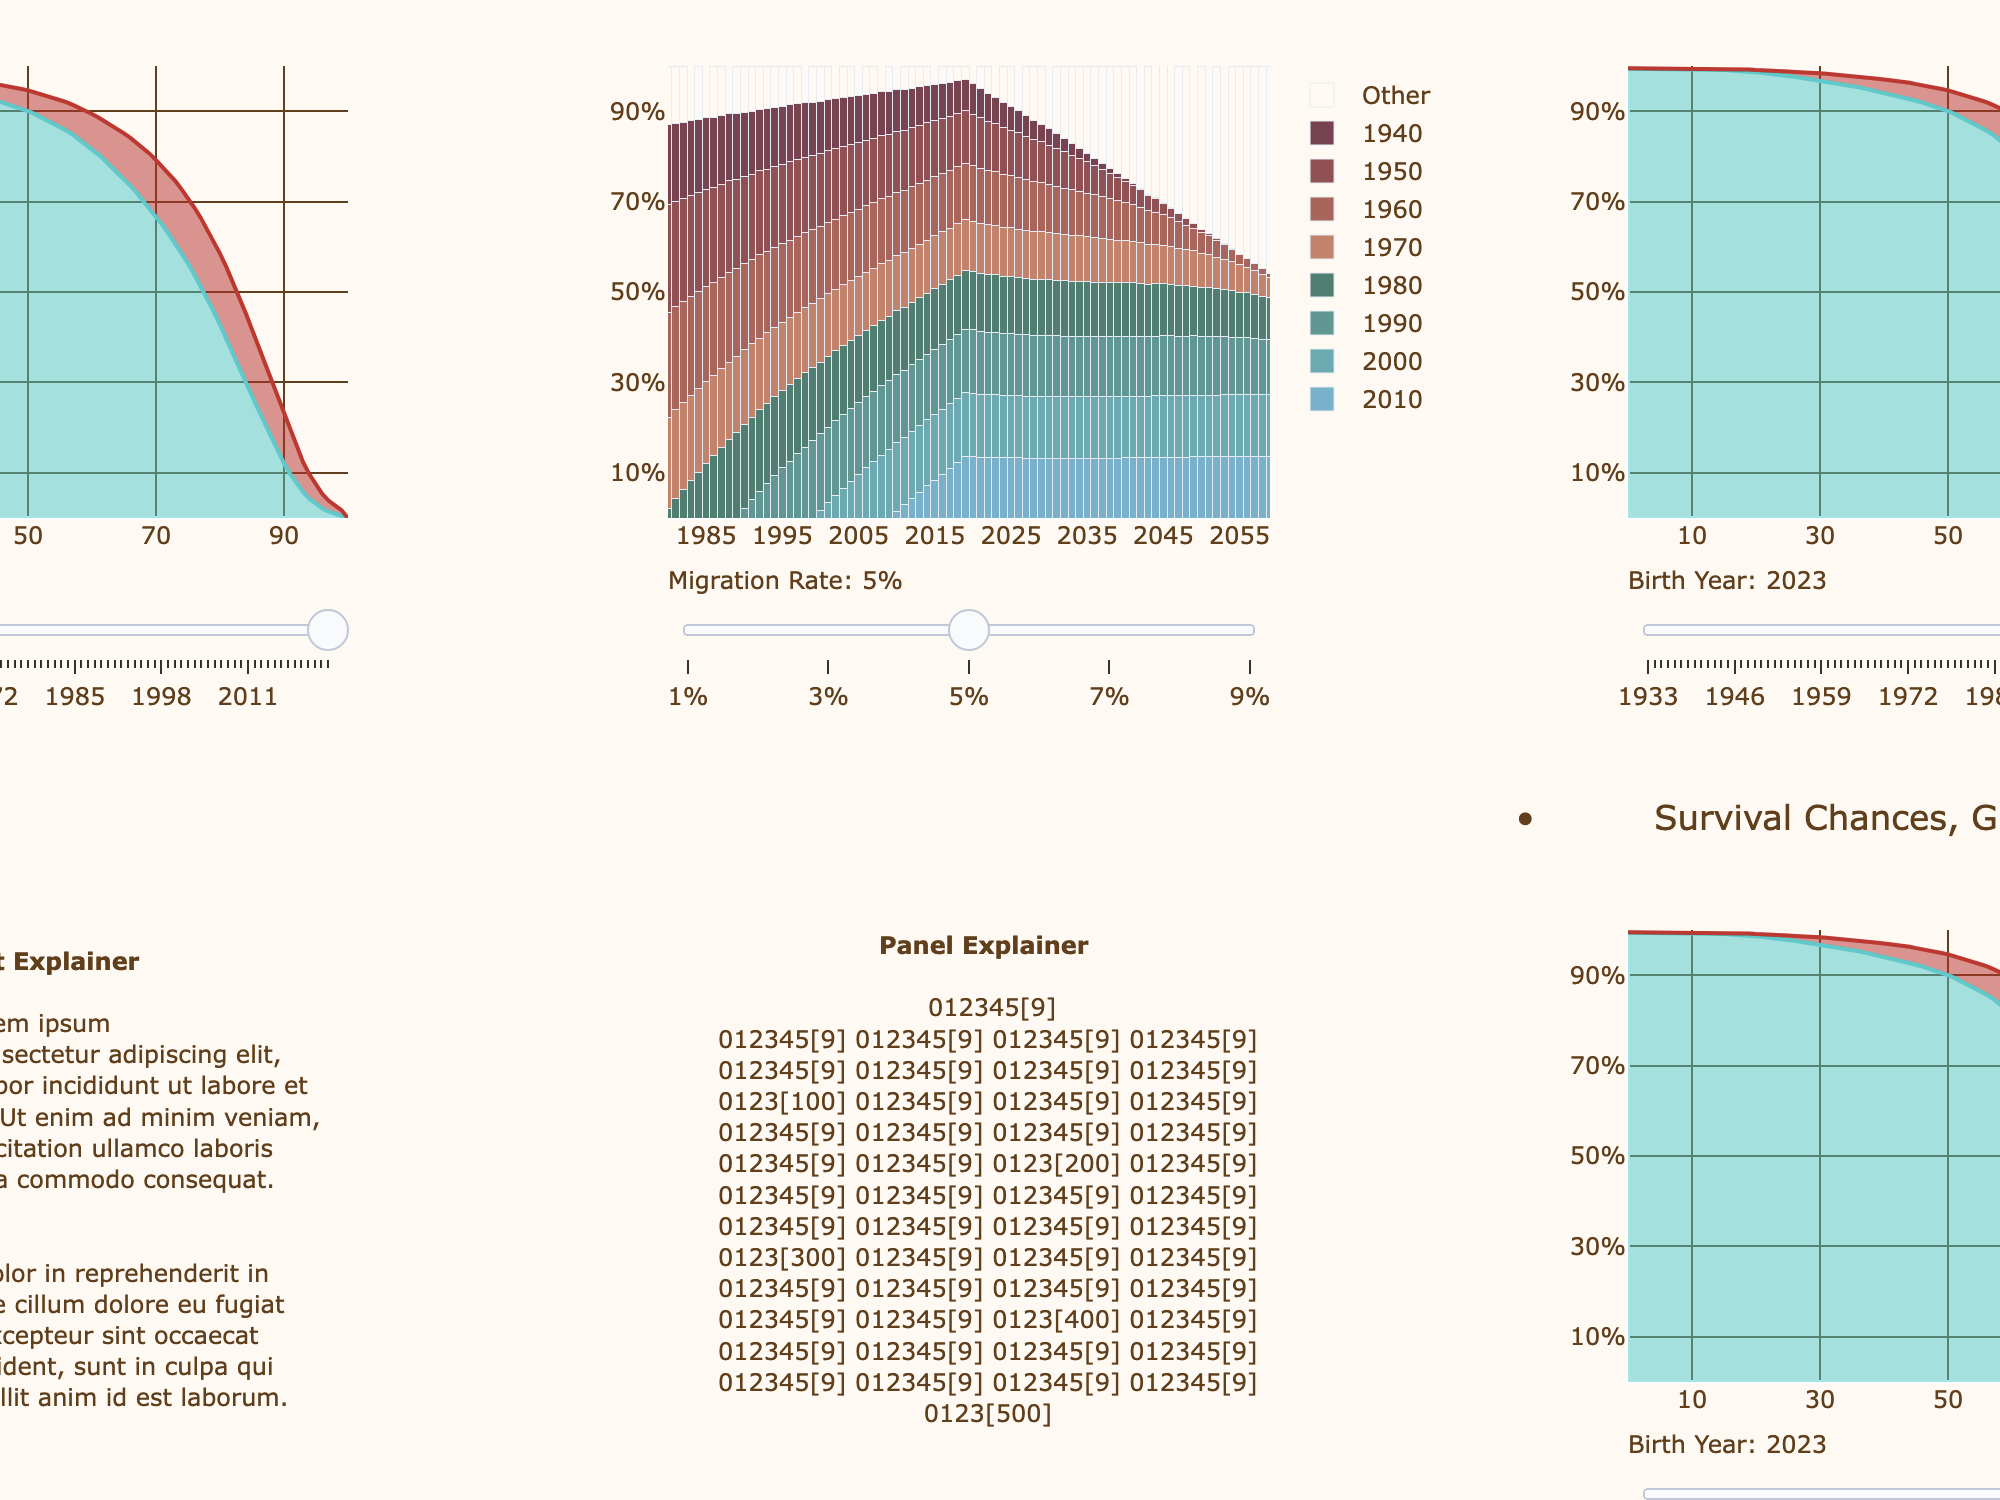 50 70 90
72 1985 1998 2011
t Explainer
em ipsum
sectetur adipiscing elit,
por incididunt ut labore et
Ut enim ad minim veniam,
citation ullamco laboris
a commodo consequat.
olor in reprehenderit in
e cillum dolore eu fugiat
xcepteur sint occaecat
ident, sunt in culpa qui
llit anim id est laborum.
90%
70%
50%
30%
10%
1985 1995 2005 2015 2025 2035 2045 2055
Other
1940
1950
1960
1970
1980
1990
2000
2010
Migration Rate: 5%
1% 3% 5% 7% 9%
Panel Explainer
012345[9]
012345[9] 012345[9] 012345[9] 012345[9]
012345[9] 012345[9] 012345[9] 012345[9]
0123[100] 012345[9] 012345[9] 012345[9]
012345[9] 012345[9] 012345[9] 012345[9]
012345[9] 012345[9] 0123[200] 012345[9]
012345[9] 012345[9] 012345[9] 012345[9]
012345[9] 012345[9] 012345[9] 012345[9]
0123[300] 012345[9] 012345[9] 012345[9]
012345[9] 012345[9] 012345[9] 012345[9]
012345[9] 012345[9] 0123[400] 012345[9]
012345[9] 012345[9] 012345[9] 012345[9]
012345[9] 012345[9] 012345[9] 012345[9]
0123[500]
90%
70%
50%
30%
10%
10 30 50
Birth Year: 2023
1933 1946 1959 1972 198
• Survival Chances, G
90%
70%
50%
30%
10%
10 30 50
Birth Year: 2023